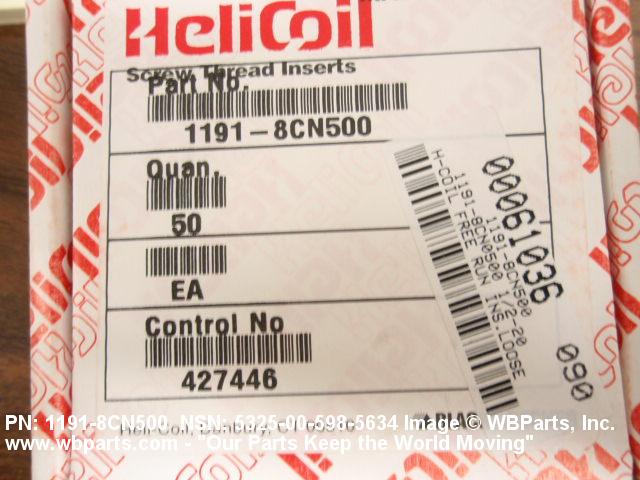 HeliCoil
Screw Thread Inserts
Part No.
1191-8CN500
Quan.
50
EA
Control No
427446
00061036
1191-8CN500
1191-8CN0500 1/2-20
H-COIL FREE RUN INS.LOOSE
090
PN: 1191-8CN500 NSN: 5325-00-598-5634 Image © WBParts, Inc.
www.wbparts.com - "Our Parts Keep the World Moving"